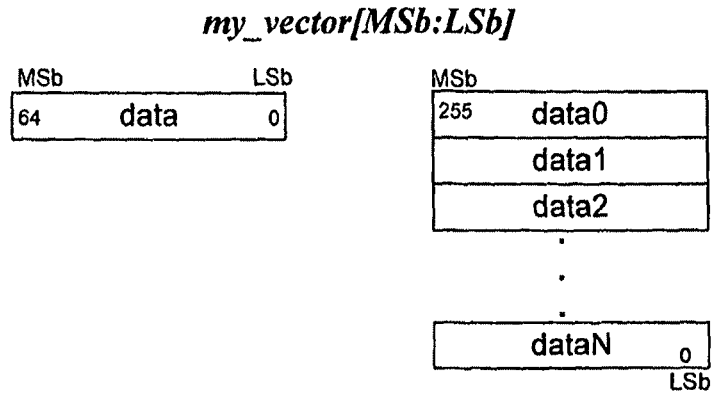 my_vector[MSb:LSb]
MSb LSb
64 data 0
MSb
255 data0
data1
data2
.
.
.
dataN 0
LSb